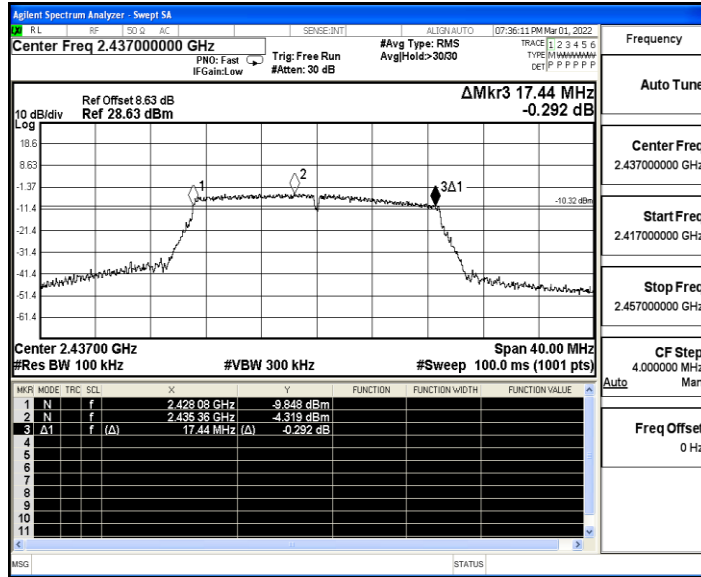 Agilent Spectrum Analyzer - Swept SA
RL RF 50 Ω AC SENSE:INT ALIGN AUTO 07:36:11 PM Mar 01, 2022
Center Freq 2.437000000 GHz
PNO: Fast
IFGain:Low
Trig: Free Run
#Atten: 30 dB
#Avg Type: RMS
Avg|Hold:>30/30
TRACE 1 2 3 4 5 6
TYPE M
DET P P P P P P
Ref Offset 8.63 dB
Ref 28.63 dBm
10 dB/div
Log
ΔMkr3 17.44 MHz
-0.292 dB
18.6
8.63
-1.37
-11.4
-21.4
-31.4
-41.4
-51.4
-61.4
1
2
3Δ1
-10.32 dBm
Center 2.43700 GHz
#Res BW 100 kHz
#VBW 300 kHz
Span 40.00 MHz
#Sweep 100.0 ms (1001 pts)
MKR MODE TRC SCL X Y FUNCTION FUNCTION WIDTH FUNCTION VALUE
1 N f 2.428 08 GHz -9.848 dBm
2 N f 2.435 36 GHz -4.319 dBm
3 Δ1 f (Δ) 17.44 MHz (Δ) -0.292 dB
4
5
6
7
8
9
10
11
MSG STATUS
Frequency
Auto Tune
Center Freq
2.437000000 GHz
Start Freq
2.417000000 GHz
Stop Freq
2.457000000 GHz
CF Step
4.000000 MHz
Auto Man
Freq Offset
0 Hz